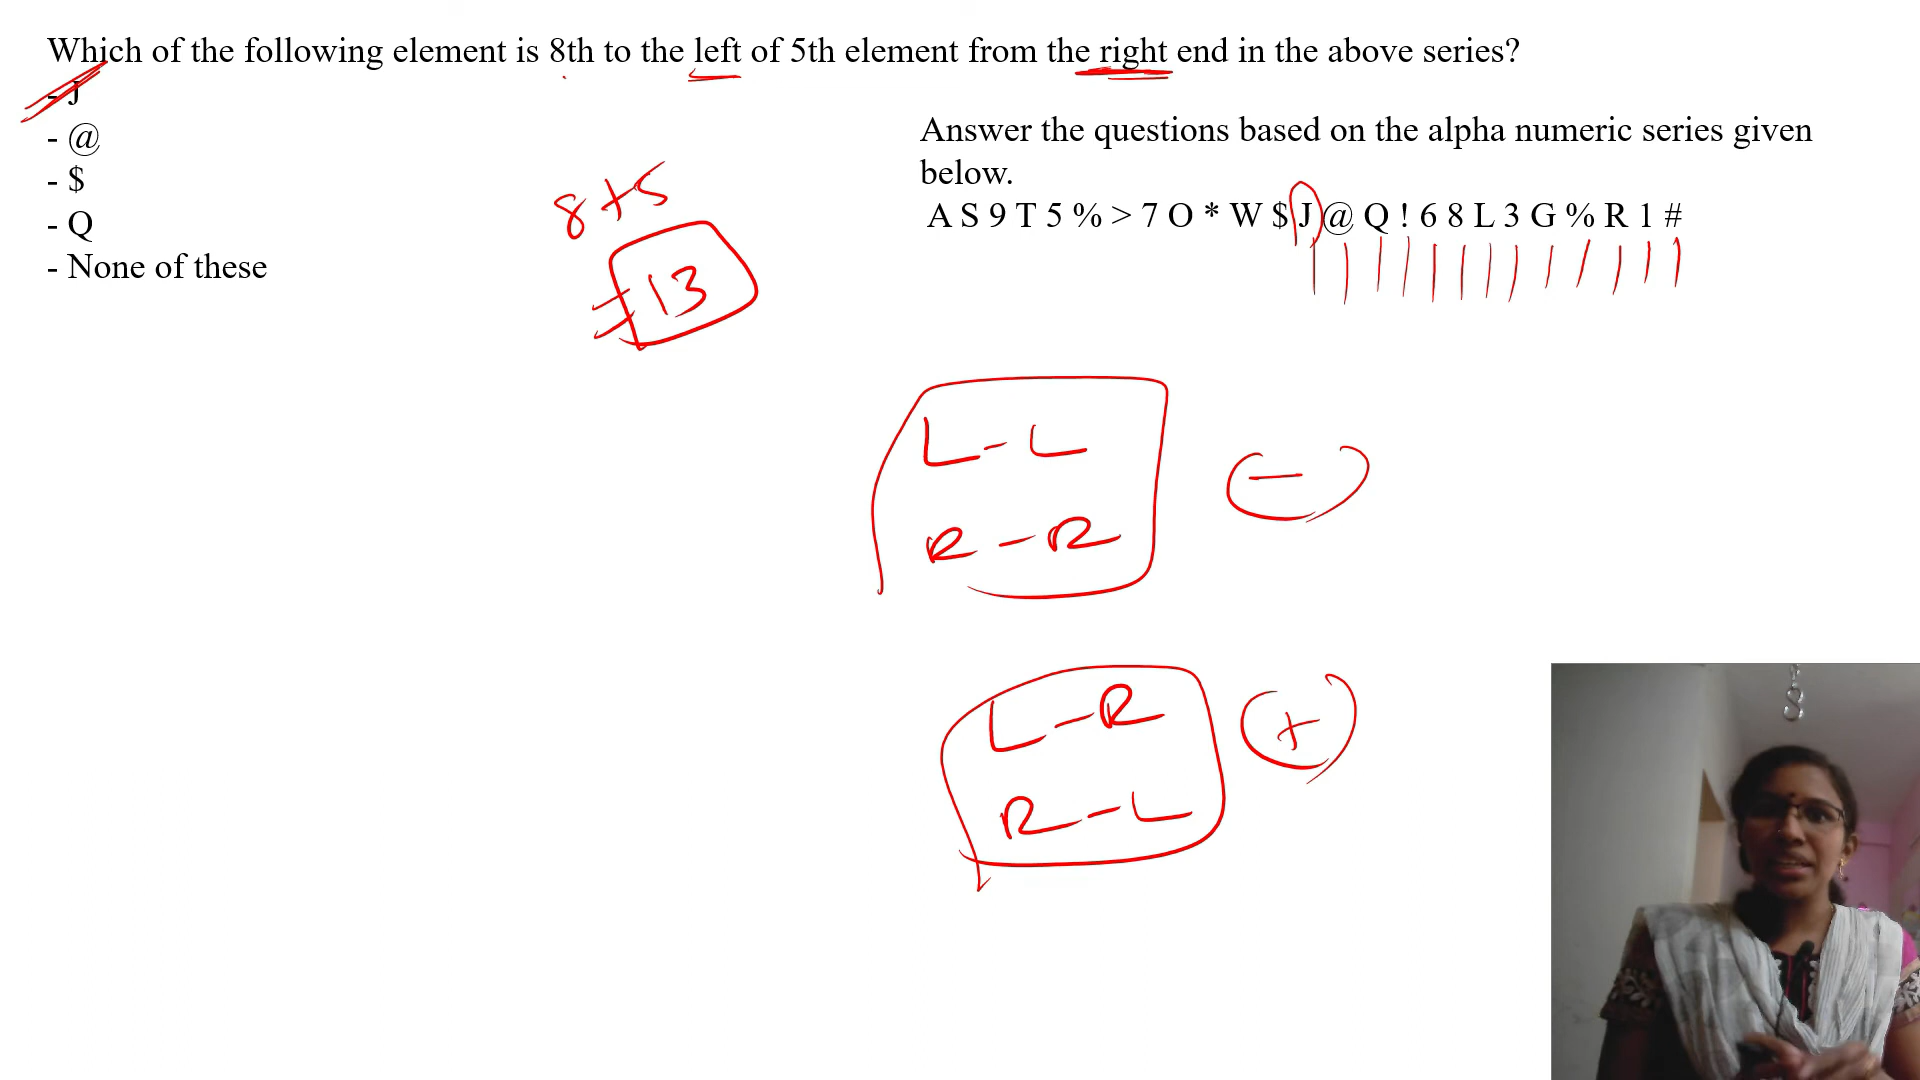 Which of the following element is 8th to the left of 5th element from the right end in the above series?
- J
- @
- $
- Q
- None of these
Answer the questions based on the alpha numeric series given
below.
A S 9 T 5 % > 7 O * W $ J @ Q ! 6 8 L 3 G % R 1 #
8 + 5
= 13
L - L
R - R
(-)
L - R
R - L
(+)